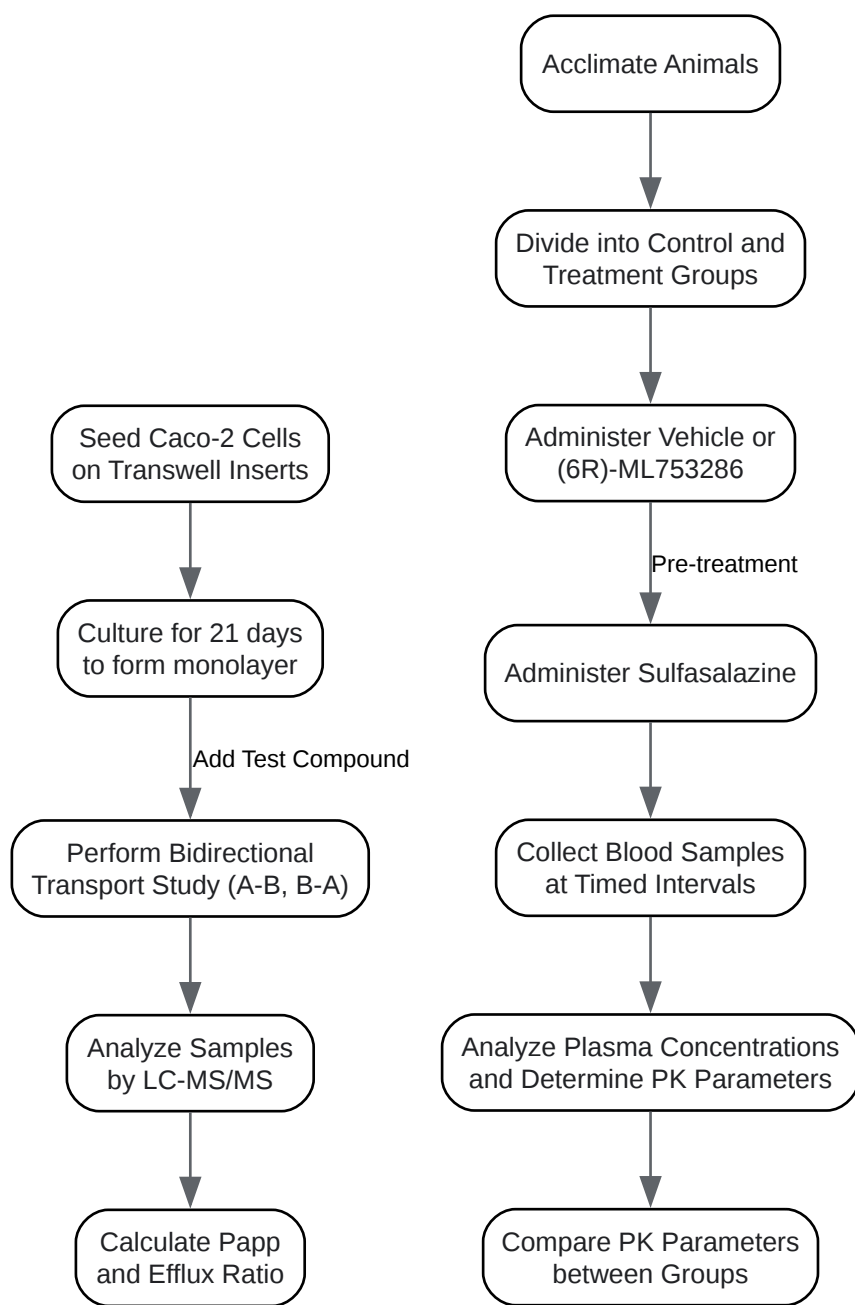 Acclimate Animals
Divide into Control and
Treatment Groups
Administer Vehicle or
(6R)-ML753286
Pre-treatment
Administer Sulfasalazine
Collect Blood Samples
at Timed Intervals
Analyze Plasma Concentrations
and Determine PK Parameters
Compare PK Parameters
between Groups
Seed Caco-2 Cells
on Transwell Inserts
Culture for 21 days
to form monolayer
Add Test Compound
Perform Bidirectional
Transport Study (A-B, B-A)
Analyze Samples
by LC-MS/MS
Calculate Papp
and Efflux Ratio